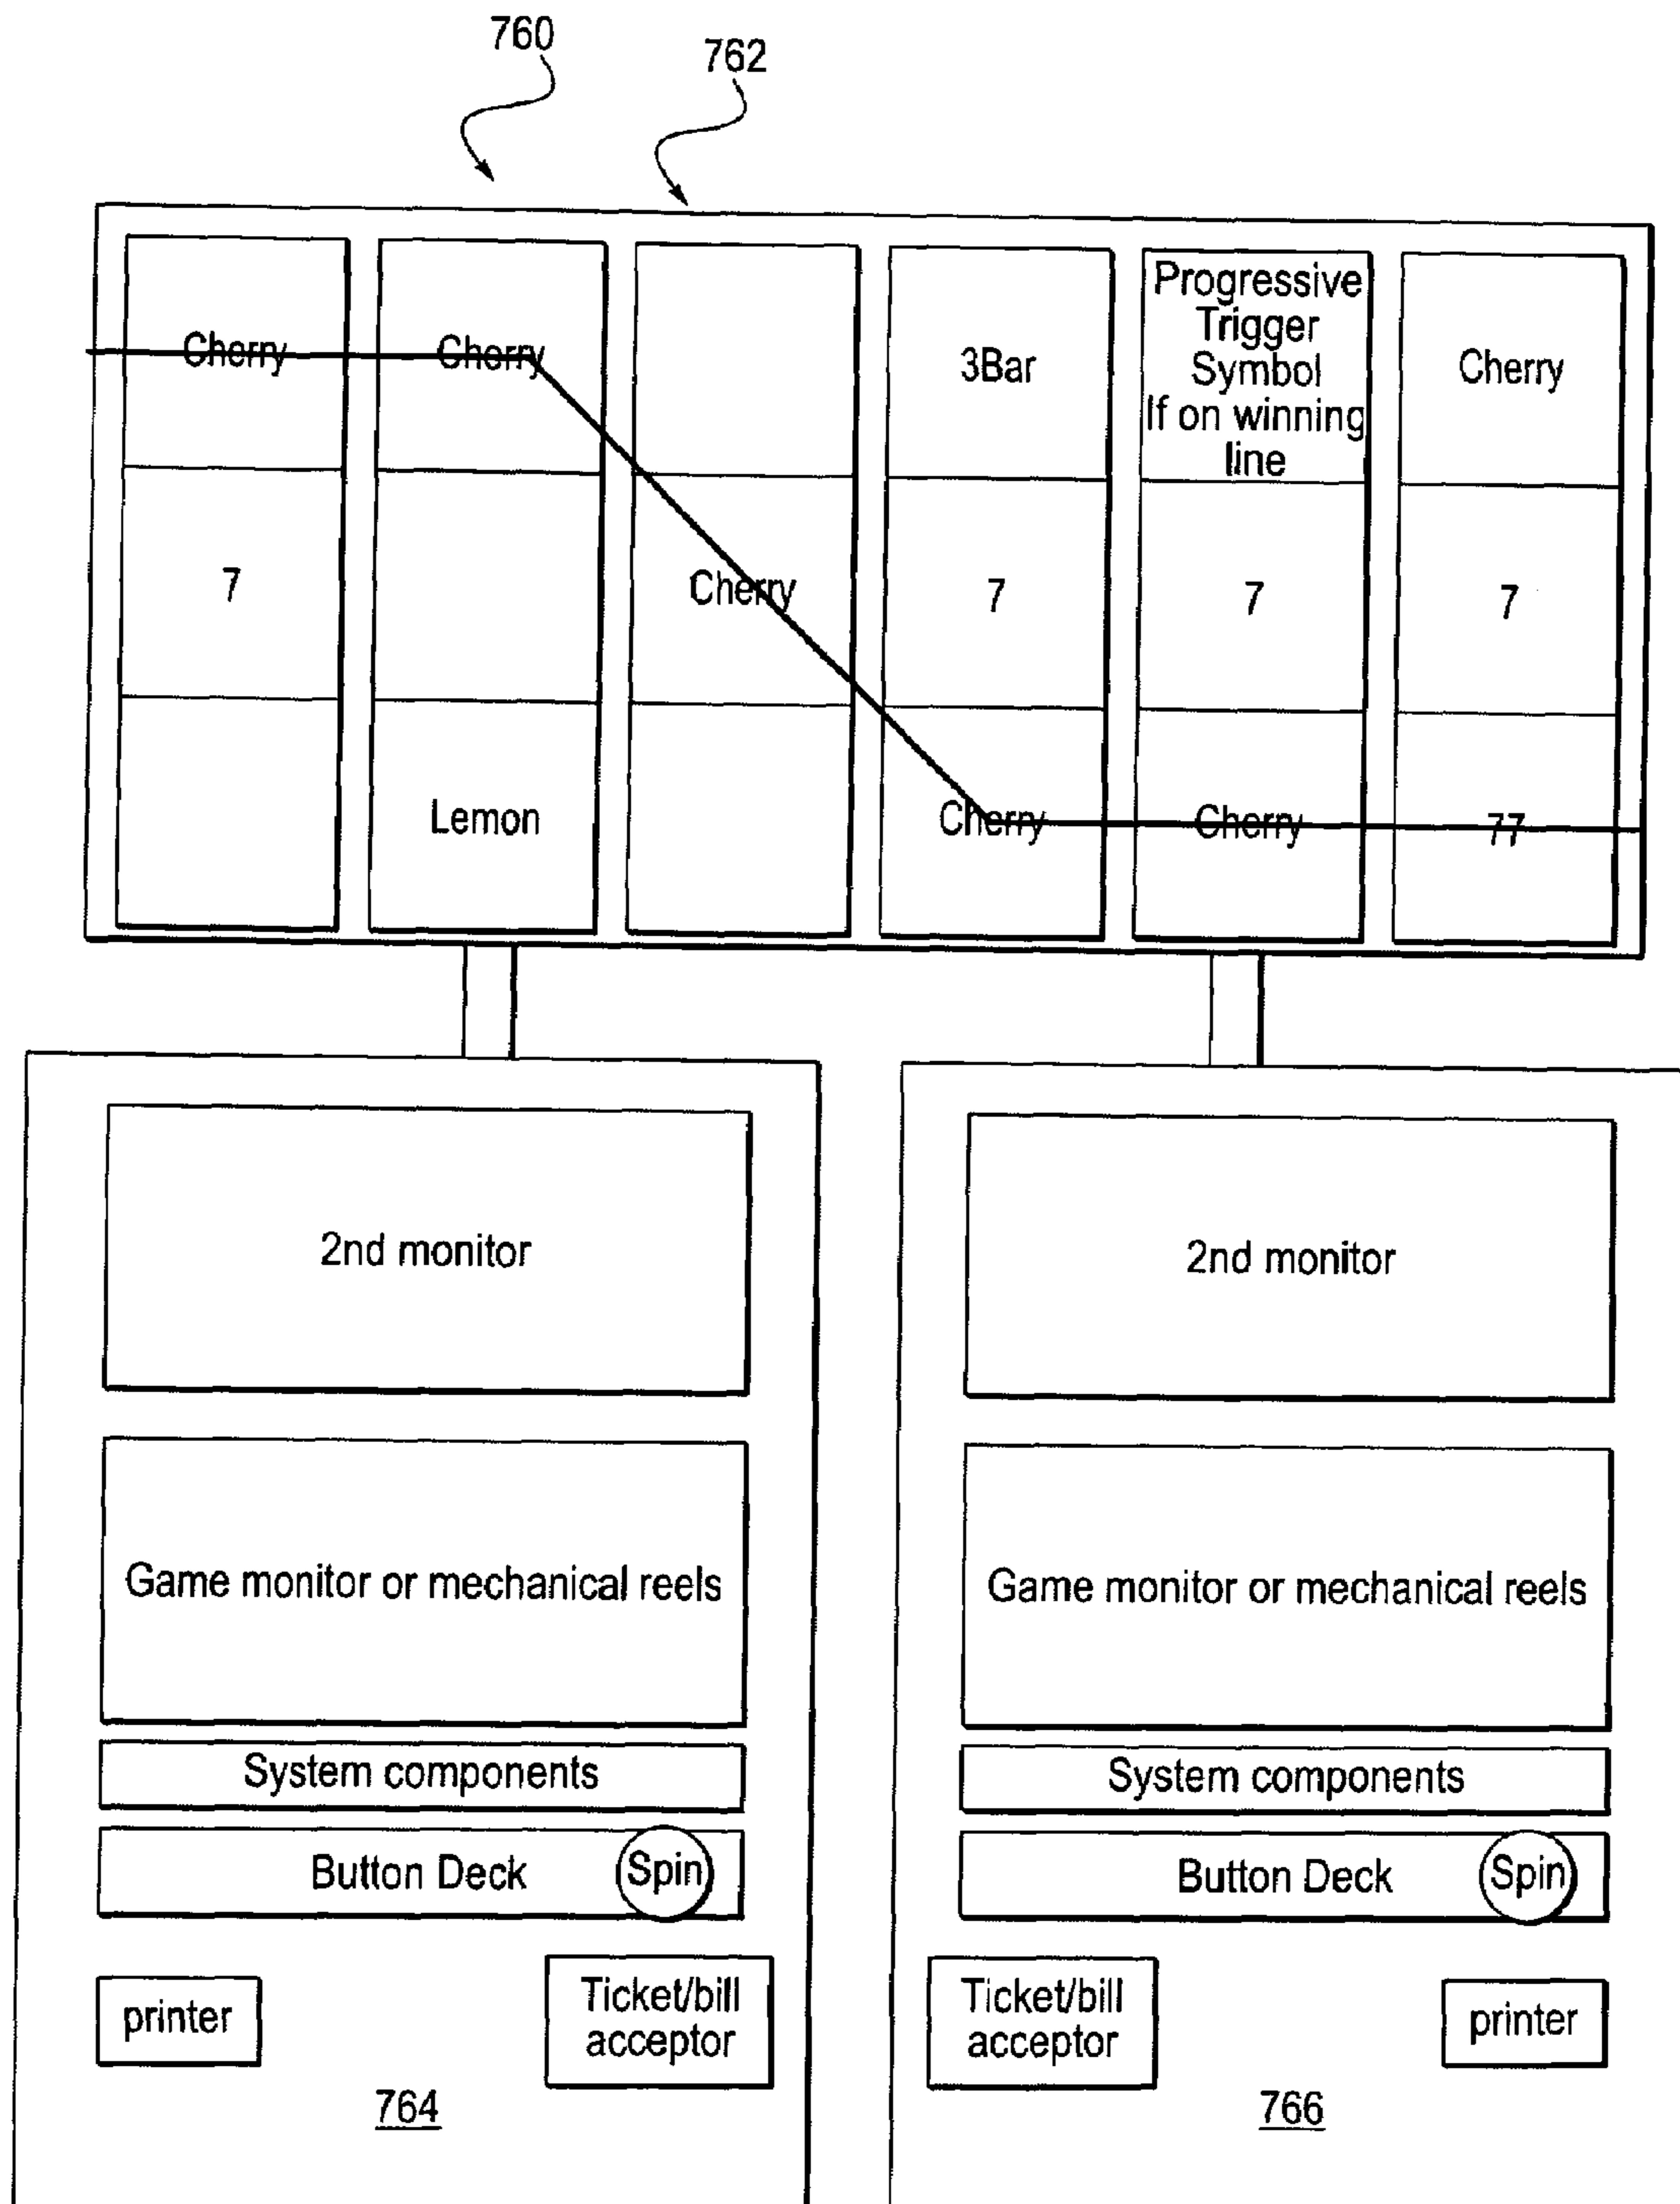 760
762
Cherry
Cherry
3Bar
Progressive
Trigger
Symbol
If on winning
line
Cherry
7
Cherry
7
7
7
Lemon
Cherry
Cherry
77
2nd monitor
2nd monitor
Game monitor or mechanical reels
Game monitor or mechanical reels
System components
System components
Button Deck
Spin
Button Deck
Spin
printer
Ticket/bill
acceptor
Ticket/bill
acceptor
printer
764
766